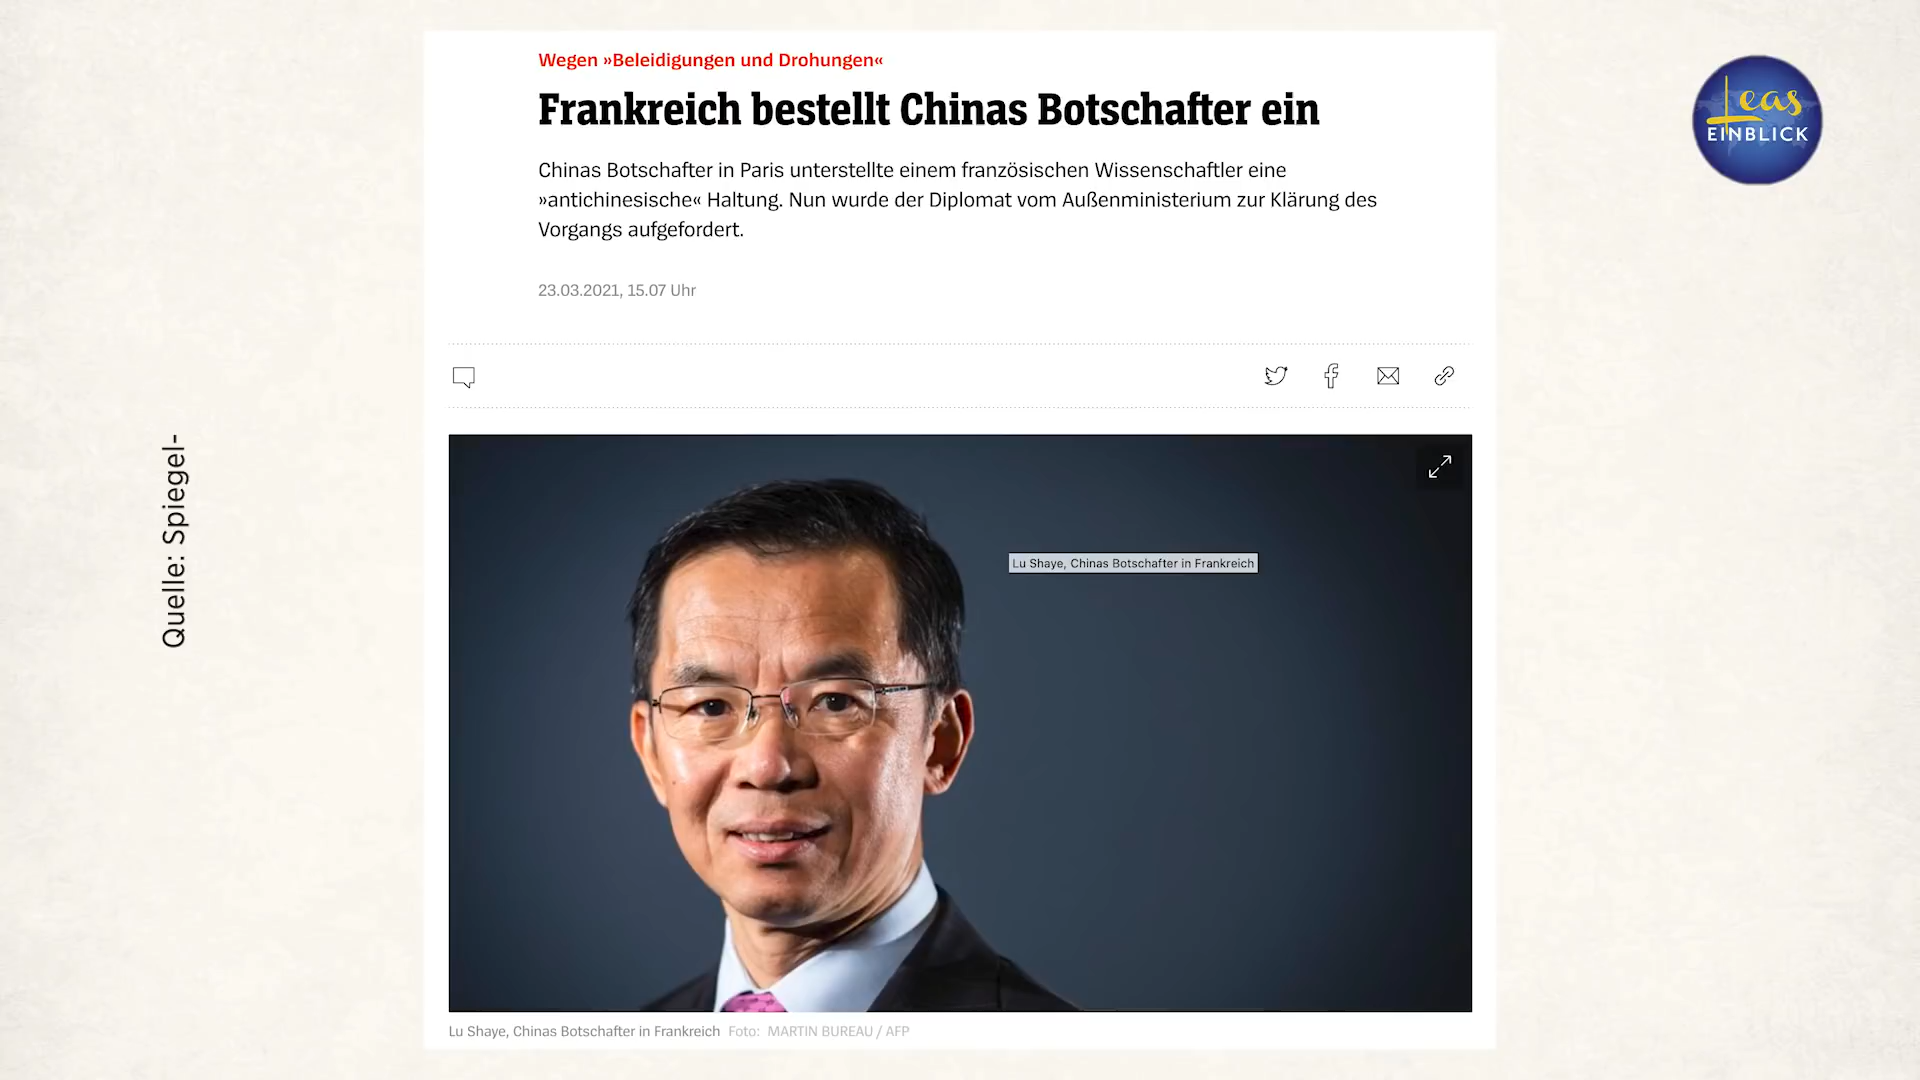 Wegen »Beleidigungen und Drohungen«
Frankreich bestellt Chinas Botschafter ein
Chinas Botschafter in Paris unterstellte einem französischen Wissenschaftler eine
»antichinesische« Haltung. Nun wurde der Diplomat vom Außenministerium zur Klärung des
Vorgangs aufgefordert.
23.03.2021, 15.07 Uhr
Leas
EINBLICK
Quelle: Spiegel-
Lu Shaye, Chinas Botschafter in Frankreich
Lu Shaye, Chinas Botschafter in Frankreich Foto: MARTIN BUREAU / AFP